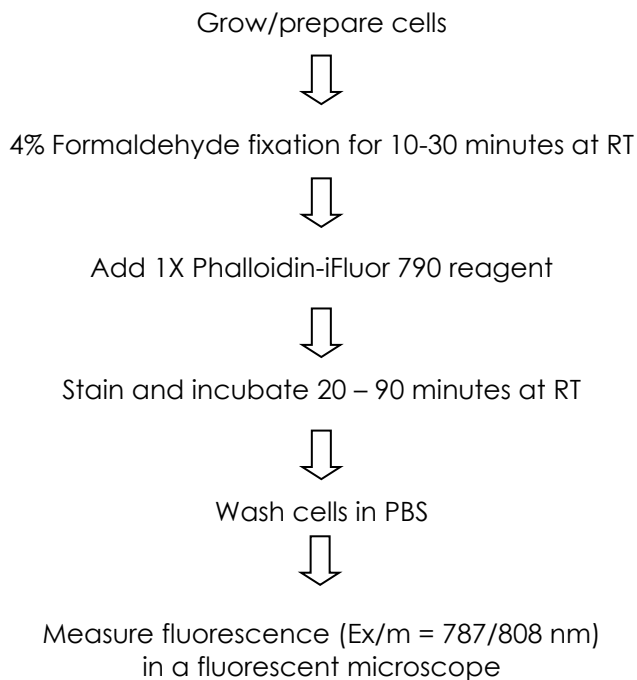 Grow/prepare cells
4% Formaldehyde fixation for 10-30 minutes at RT
Add 1X Phalloidin-iFluor 790 reagent
Stain and incubate 20 – 90 minutes at RT
Wash cells in PBS
Measure fluorescence (Ex/m = 787/808 nm)
in a fluorescent microscope